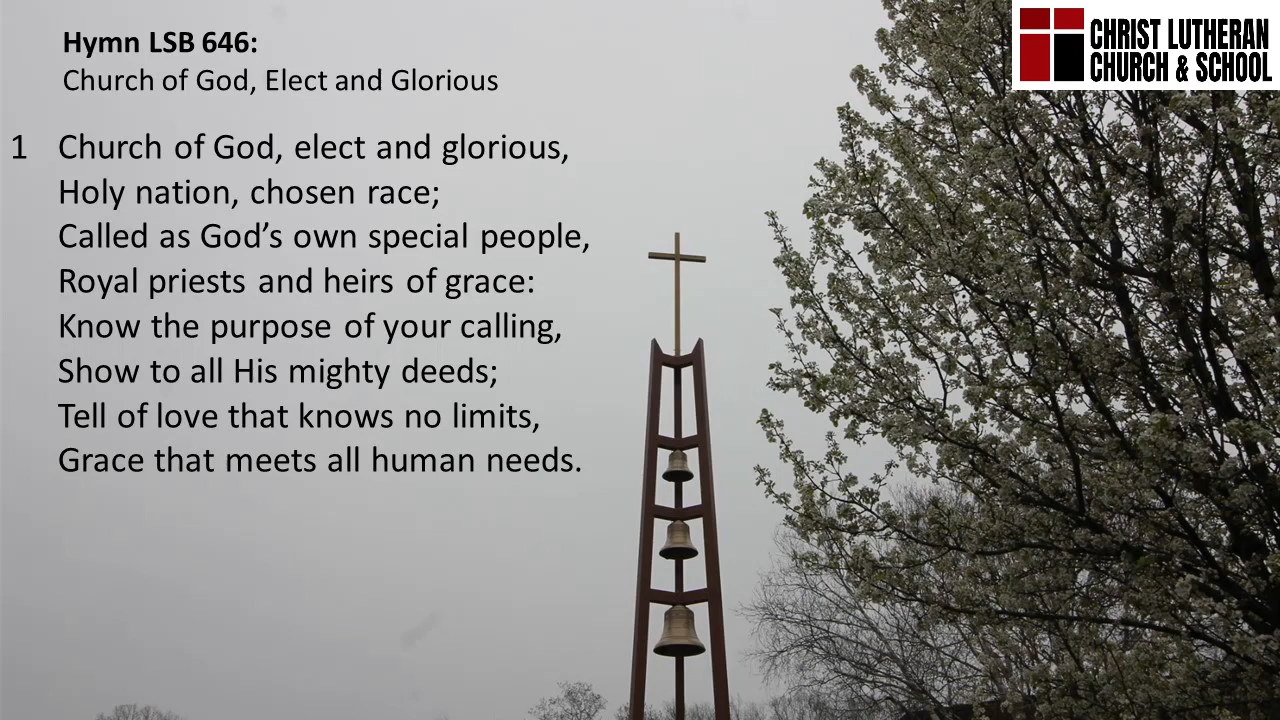 Hymn LSB 646:
Church of God, Elect and Glorious
CHRIST LUTHERAN
CHURCH & SCHOOL
1 Church of God, elect and glorious,
Holy nation, chosen race;
Called as God’s own special people,
Royal priests and heirs of grace:
Know the purpose of your calling,
Show to all His mighty deeds;
Tell of love that knows no limits,
Grace that meets all human needs.